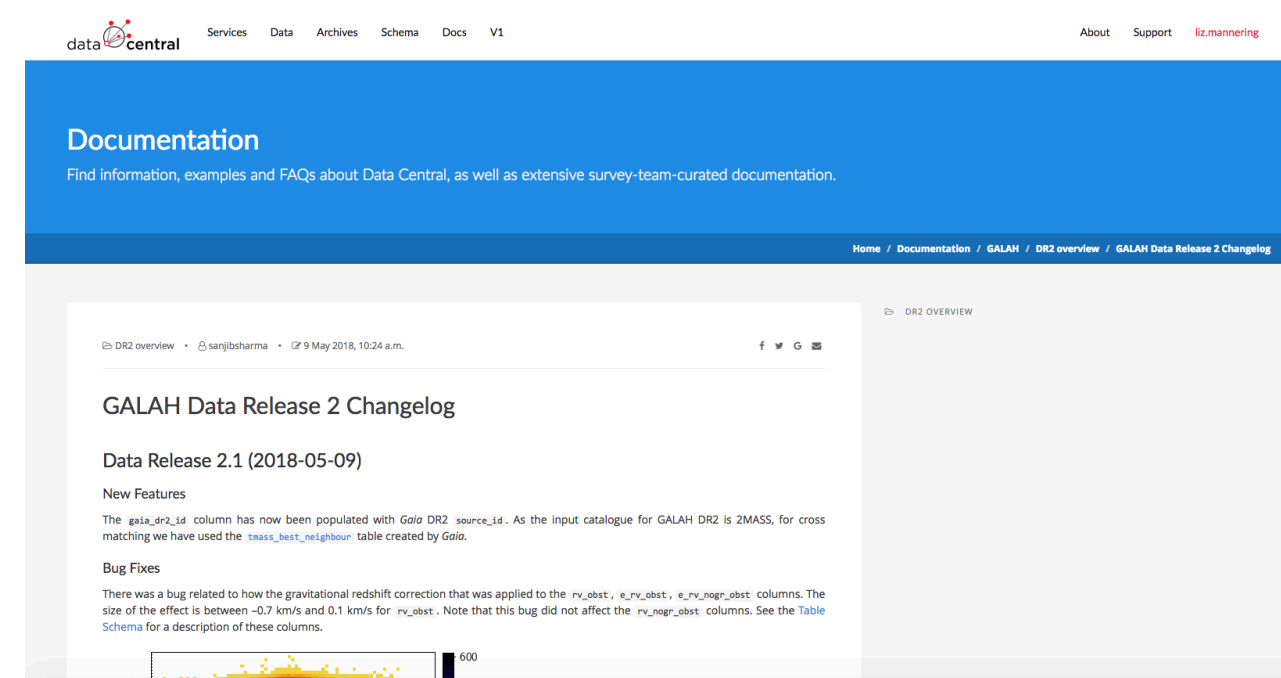 data central Services Data Archives Schema Docs V1 About Support liz.mannering
Documentation
Find information, examples and FAQs about Data Central, as well as extensive survey-team-curated documentation.
Home / Documentation / GALAH / DR2 overview / GALAH Data Release 2 Changelog
DR2 OVERVIEW
DR2 overview • sanjibsharma • 9 May 2018, 10:24 a.m.
GALAH Data Release 2 Changelog
Data Release 2.1 (2018-05-09)
New Features
The gaia_dr2_id column has now been populated with Gaia DR2 source_id. As the input catalogue for GALAH DR2 is 2MASS, for cross
matching we have used the tmass_best_neighbour table created by Gaia.
Bug Fixes
There was a bug related to how the gravitational redshift correction that was applied to the rv_obst, e_rv_obst, e_rv_nogr_obst columns. The
size of the effect is between –0.7 km/s and 0.1 km/s for rv_obst. Note that this bug did not affect the rv_nogr_obst columns. See the Table
Schema for a description of these columns.
600